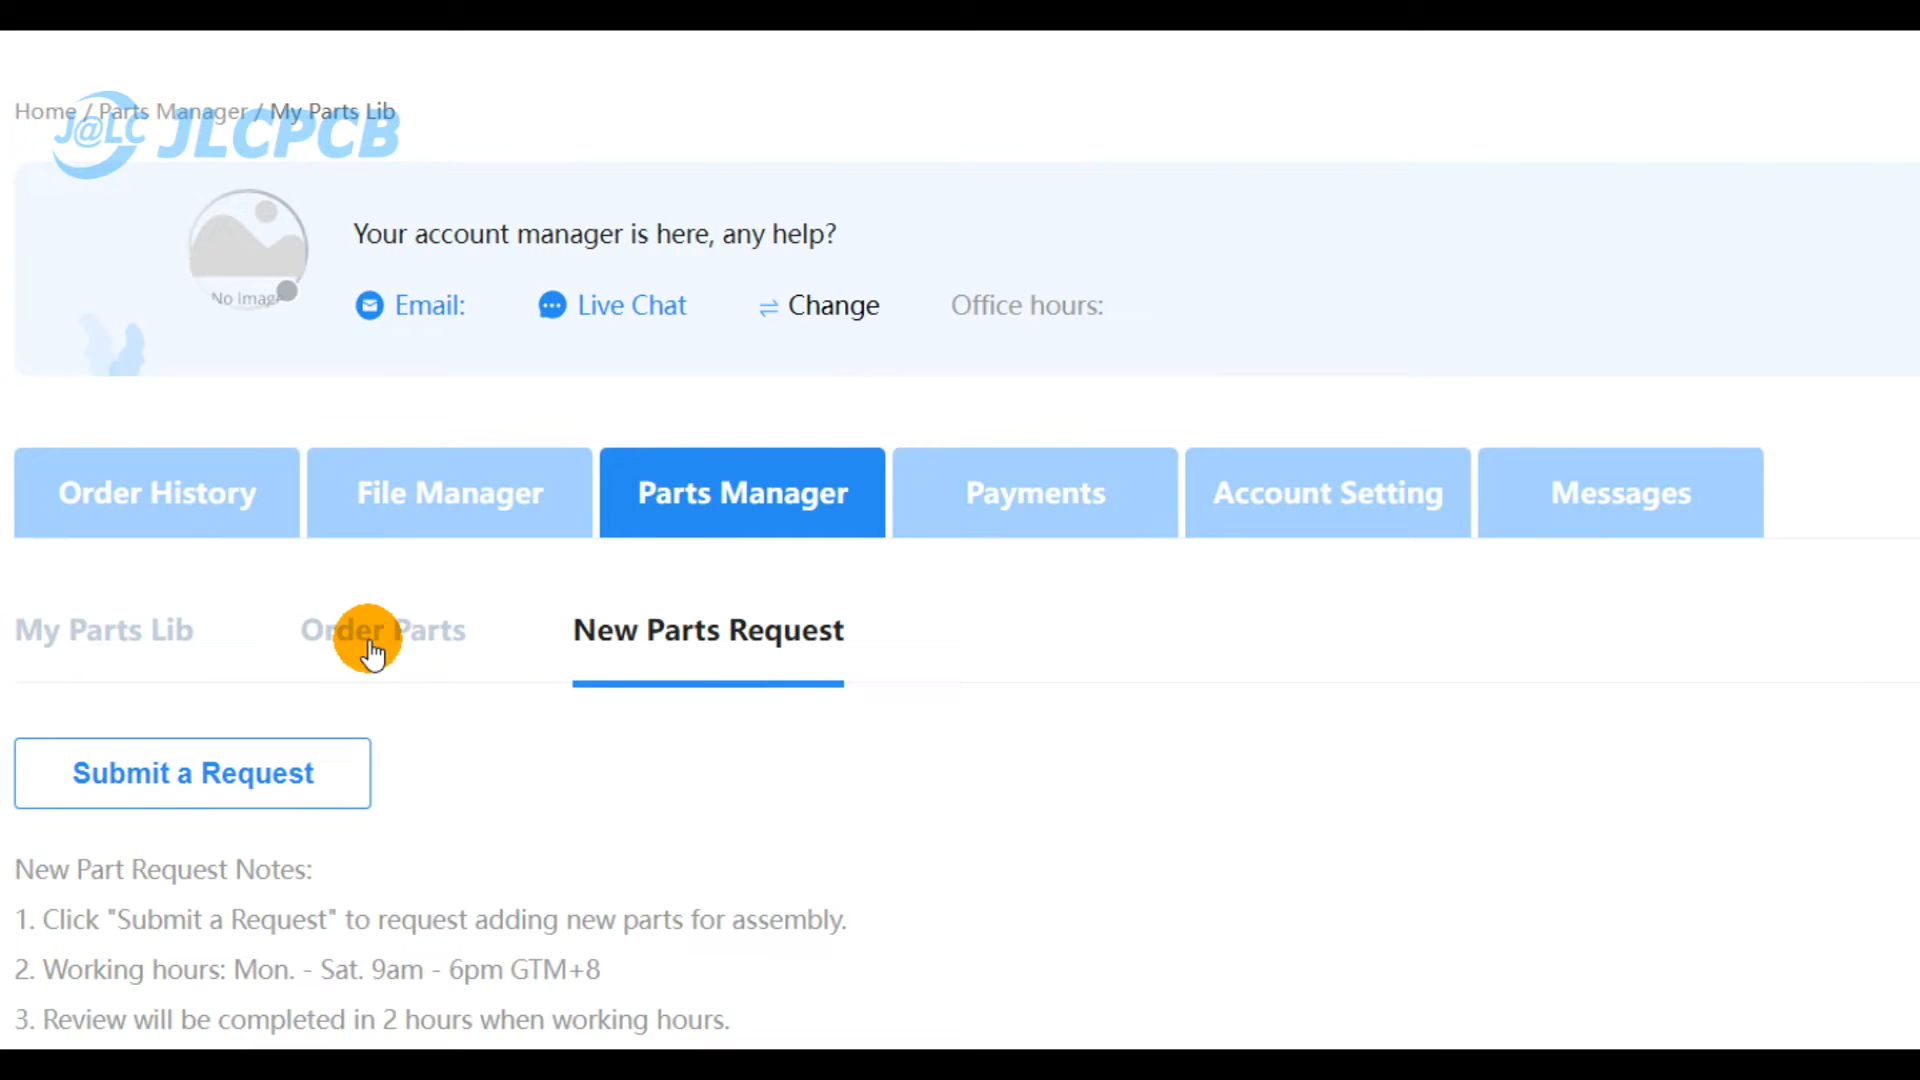 Home / Parts Manager / My Parts Lib
J@LC JLCPCB
No Image
Your account manager is here, any help?
Email: Live Chat Change Office hours:
Order History File Manager Parts Manager Payments Account Setting Messages
My Parts Lib Order Parts New Parts Request
Submit a Request
New Part Request Notes:
1. Click "Submit a Request" to request adding new parts for assembly.
2. Working hours: Mon. - Sat. 9am - 6pm GTM+8
3. Review will be completed in 2 hours when working hours.